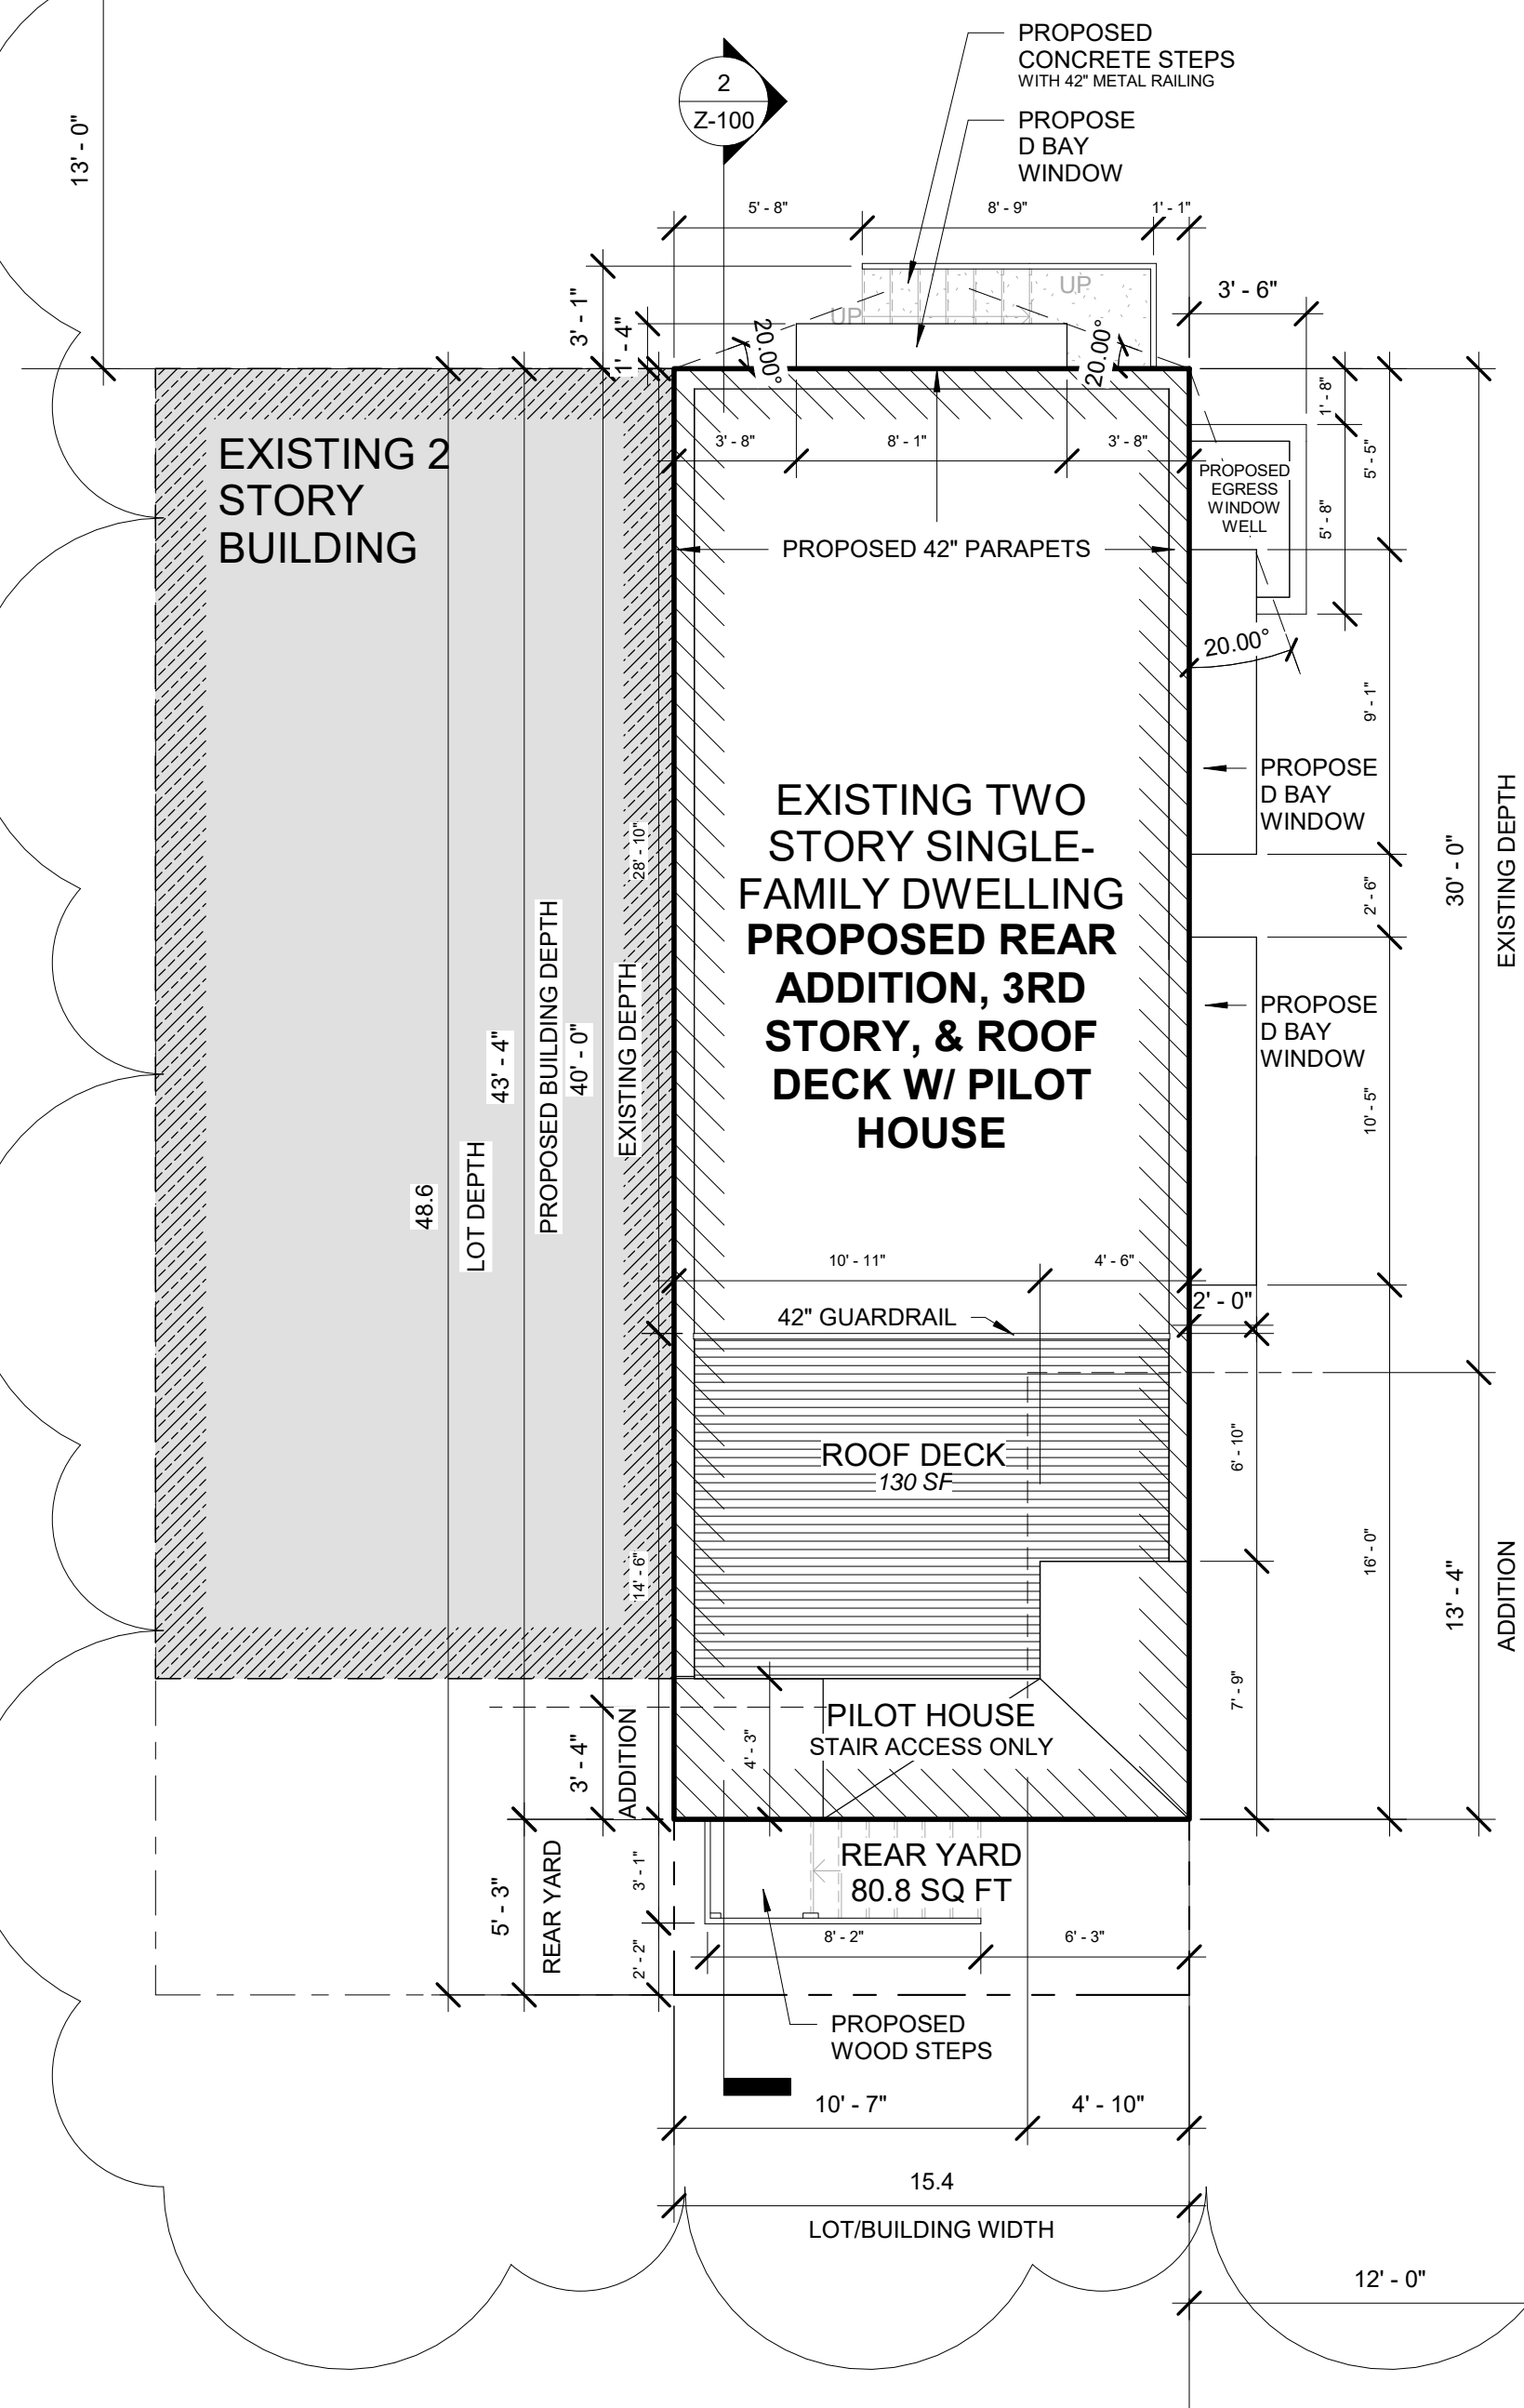 PROPOSED
CONCRETE STEPS
WITH 42" METAL RAILING
2
Z-100
PROPOSE
D BAY
WINDOW
13' - 0"
5' - 8"
8' - 9"
1' - 1"
UP
UP
3' - 6"
3' - 1"
1' - 4"
20.00°
20.00°
EXISTING 2
STORY
BUILDING
3' - 8"
8' - 1"
3' - 8"
1' - 8"
5' - 5"
PROPOSED
EGRESS
WINDOW
WELL
5' - 8"
PROPOSED 42" PARAPETS
20.00°
9' - 1"
PROPOSE
D BAY
WINDOW
EXISTING TWO
STORY SINGLE-
FAMILY DWELLING
PROPOSED REAR
ADDITION, 3RD
STORY, & ROOF
DECK W/ PILOT
HOUSE
28' - 10"
30' - 0"
EXISTING DEPTH
2' - 6"
PROPOSE
D BAY
WINDOW
48.6
LOT DEPTH
43' - 4"
PROPOSED BUILDING DEPTH
40' - 0"
EXISTING DEPTH
10' - 5"
10' - 11"
4' - 6"
2' - 0"
42" GUARDRAIL
ROOF DECK
130 SF
6' - 10"
14' - 6"
16' - 0"
13' - 4"
ADDITION
7' - 9"
PILOT HOUSE
STAIR ACCESS ONLY
4' - 3"
3' - 4"
ADDITION
REAR YARD
80.8 SQ FT
5' - 3"
REAR YARD
3' - 1"
2' - 2"
8' - 2"
6' - 3"
PROPOSED
WOOD STEPS
10' - 7"
4' - 10"
15.4
LOT/BUILDING WIDTH
12' - 0"